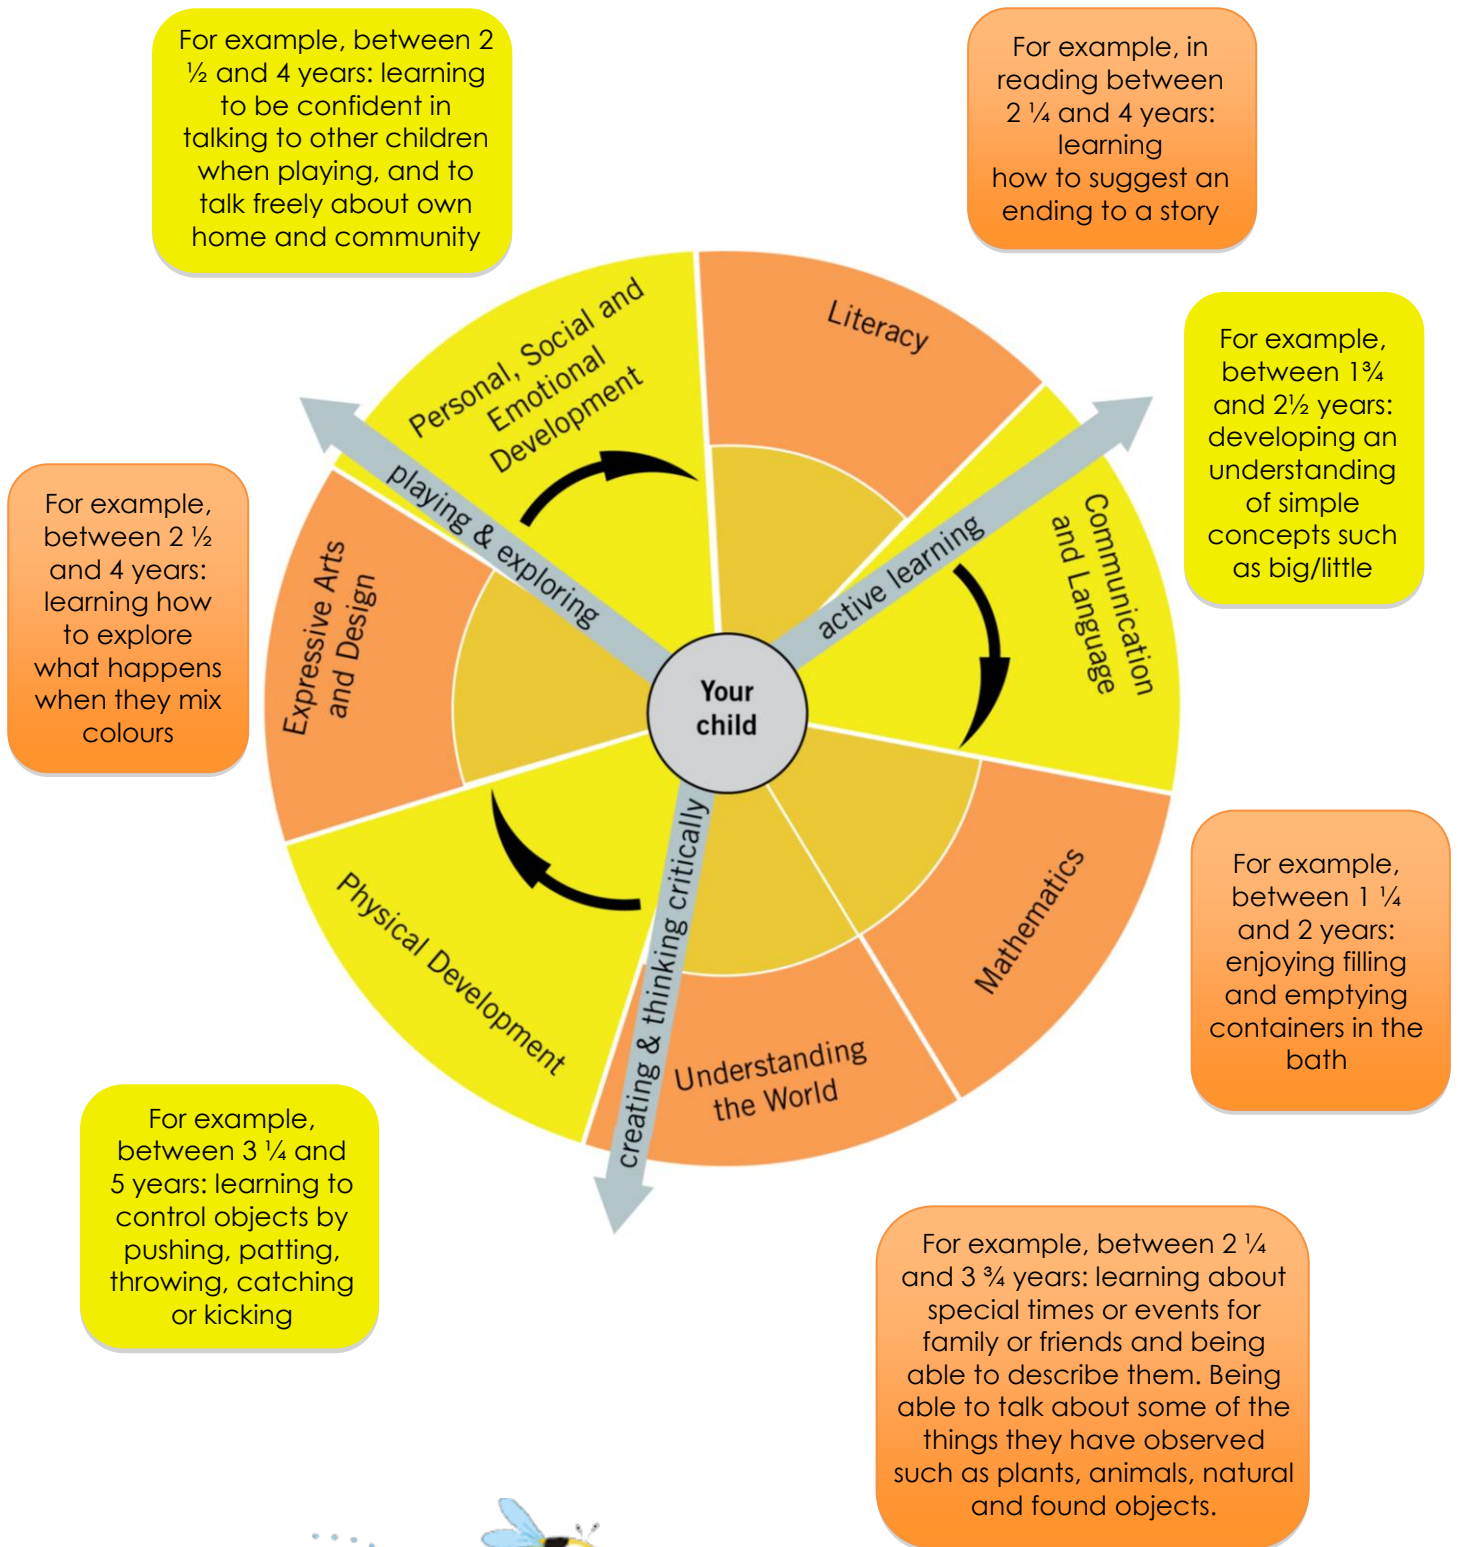 For example, between 2
½ and 4 years: learning
to be confident in
talking to other children
when playing, and to
talk freely about own
home and community
For example, in
reading between
2 ¼ and 4 years:
learning
how to suggest an
ending to a story
For example,
between 1¾
and 2½ years:
developing an
understanding
of simple
concepts such
as big/little
For example,
between 2 ½
and 4 years:
learning how
to explore
what happens
when they mix
colours
For example,
between 1 ¼
and 2 years:
enjoying filling
and emptying
containers in the
bath
For example,
between 3 ¼ and
5 years: learning to
control objects by
pushing, patting,
throwing, catching
or kicking
For example, between 2 ¼
and 3 ¾ years: learning about
special times or events for
family or friends and being
able to describe them. Being
able to talk about some of the
things they have observed
such as plants, animals, natural
and found objects.
Personal, Social and
Emotional
Development
Literacy
Communication
and Language
Mathematics
Understanding
the World
Physical Development
Expressive Arts
and Design
playing & exploring
active learning
creating & thinking critically
Your
child